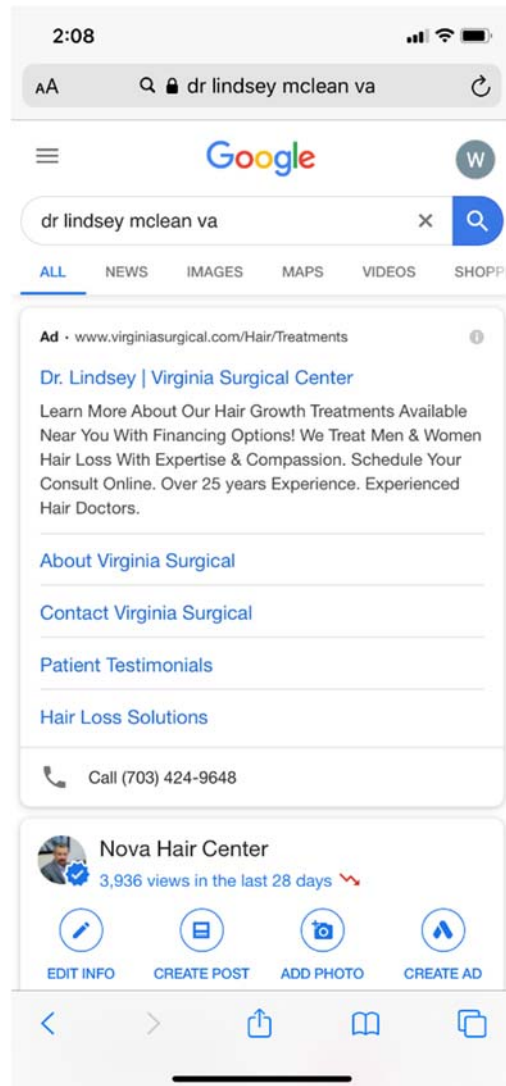 2:08
AA dr lindsey mclean va
Google
W
dr lindsey mclean va
ALL NEWS IMAGES MAPS VIDEOS SHOPP
Ad · www.virginiasurgical.com/Hair/Treatments
Dr. Lindsey | Virginia Surgical Center
Learn More About Our Hair Growth Treatments Available
Near You With Financing Options! We Treat Men & Women
Hair Loss With Expertise & Compassion. Schedule Your
Consult Online. Over 25 years Experience. Experienced
Hair Doctors.
About Virginia Surgical
Contact Virginia Surgical
Patient Testimonials
Hair Loss Solutions
Call (703) 424-9648
Nova Hair Center
3,936 views in the last 28 days
EDIT INFO CREATE POST ADD PHOTO CREATE AD